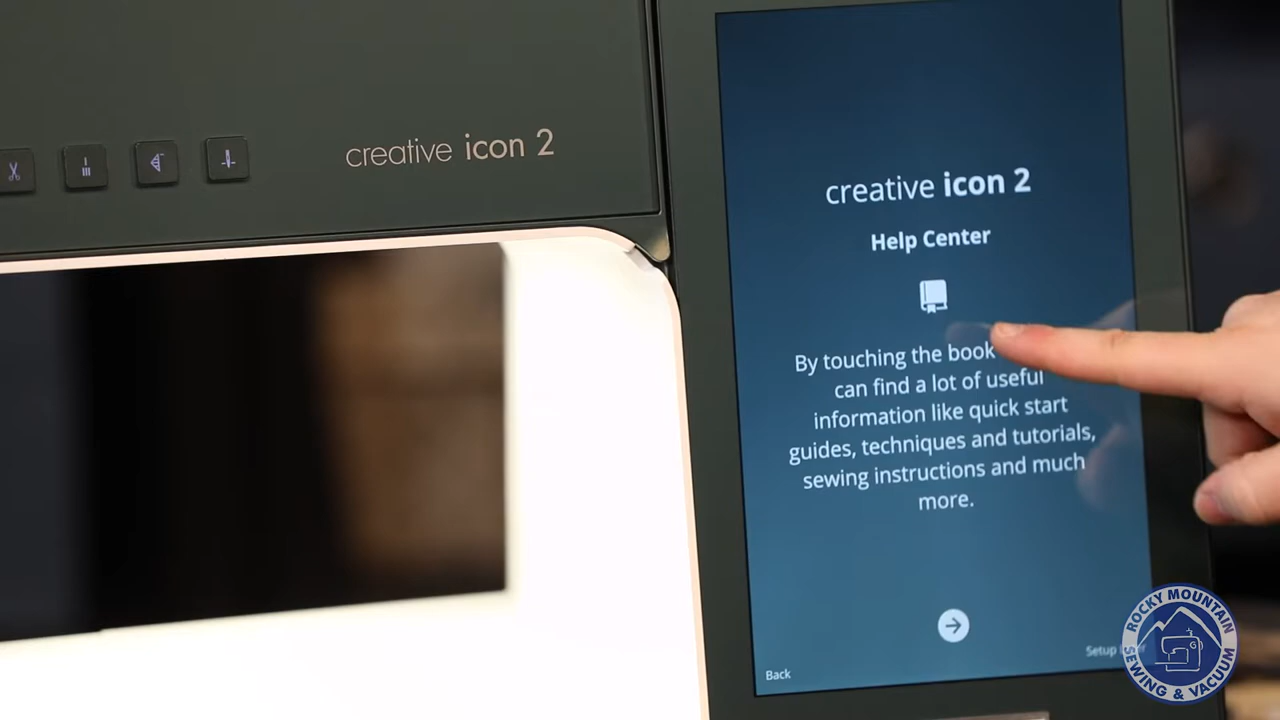 creative icon 2
creative icon 2
Help Center
By touching the book
can find a lot of useful
information like quick start
guides, techniques and tutorials,
sewing instructions and much
more.
Setup
Back
ROCKY MOUNTAIN
SEWING & VACUUM